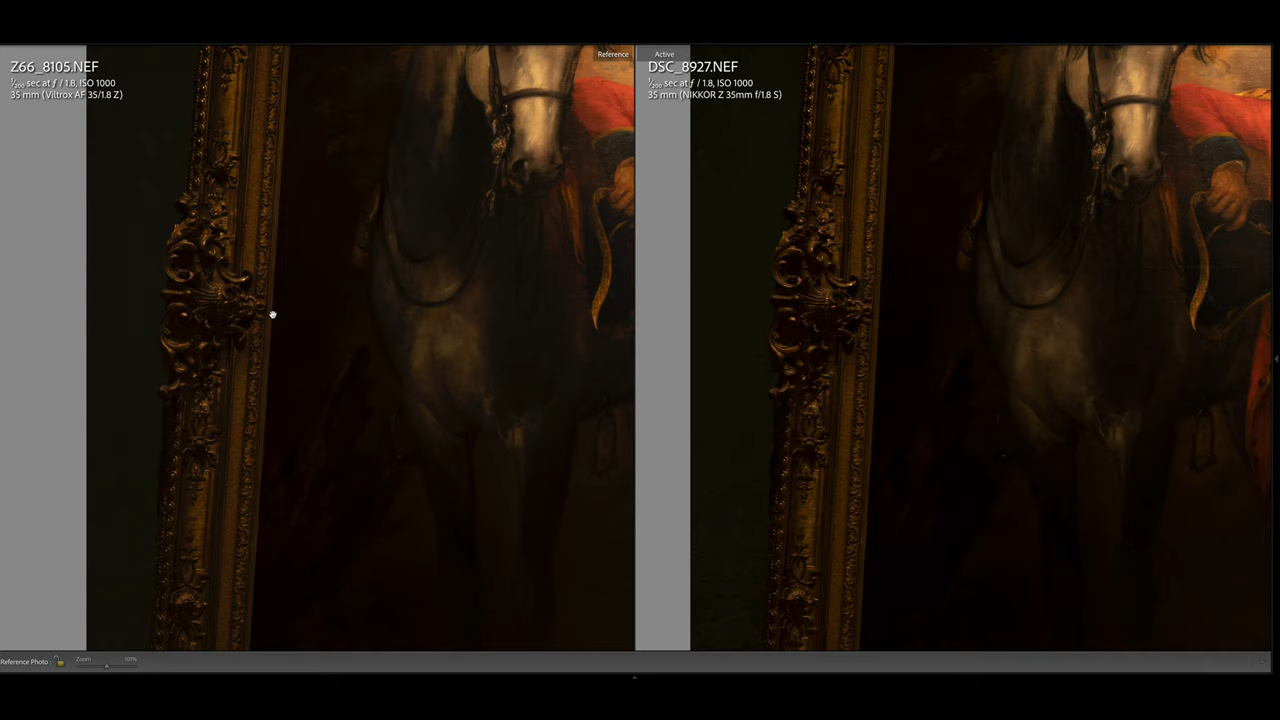 Reference
Active
Z66_8105.NEF
1/200 sec at ƒ / 1.8, ISO 1000
35 mm (Viltrox AF 35/1.8 Z)
DSC_8927.NEF
1/200 sec at ƒ / 1.8, ISO 1000
35 mm (NIKKOR Z 35mm f/1.8 S)
Reference Photo :
Zoom
101%